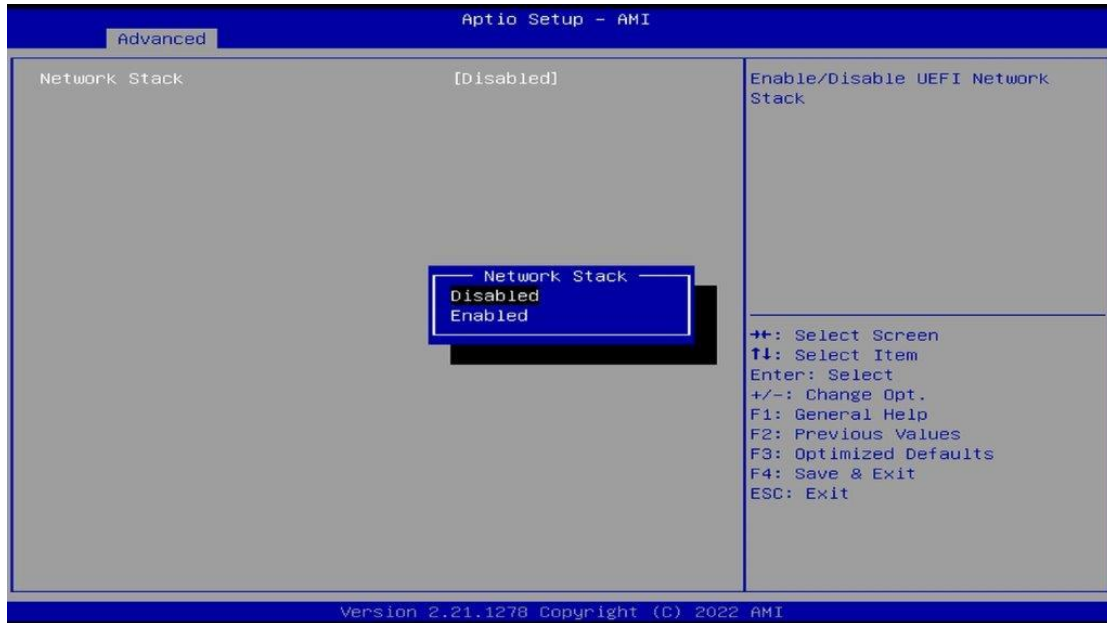 Aptio Setup - AMI
Advanced
Network Stack [Disabled]
Enable/Disable UEFI Network
Stack
Network Stack
Disabled
Enabled
→←: Select Screen
↑↓: Select Item
Enter: Select
+/-: Change Opt.
F1: General Help
F2: Previous Values
F3: Optimized Defaults
F4: Save & Exit
ESC: Exit
Version 2.21.1278 Copyright (C) 2022 AMI